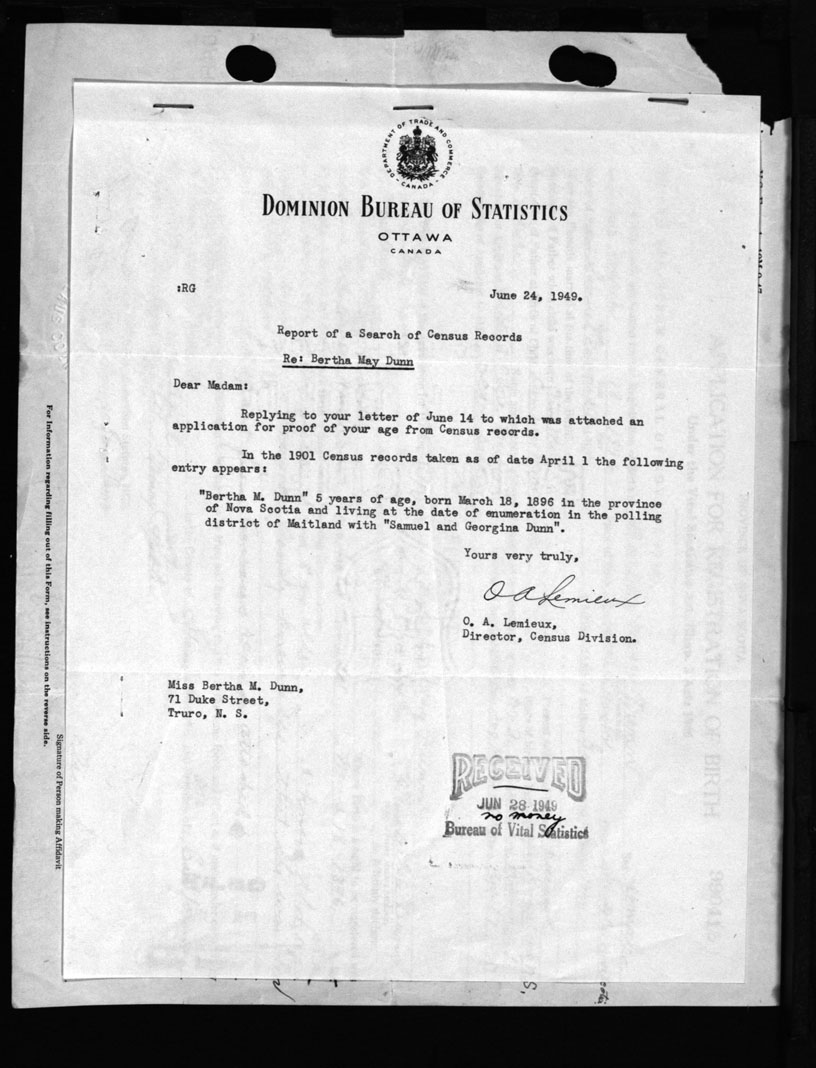 DEPARTMENT OF TRADE AND COMMERCE
CANADA
DOMINION BUREAU OF STATISTICS
OTTAWA
CANADA
:RG
June 24, 1949.
Report of a Search of Census Records
Re: Bertha May Dunn
Dear Madam:
Replying to your letter of June 14 to which was attached an
application for proof of your age from Census records.
In the 1901 Census records taken as of date April 1 the following
entry appears:
"Bertha M. Dunn" 5 years of age, born March 18, 1896 in the province
of Nova Scotia and living at the date of enumeration in the polling
district of Maitland with "Samuel and Georgina Dunn".
Yours very truly,
O A Lemieux
O. A. Lemieux,
Director, Census Division.
Miss Bertha M. Dunn,
71 Duke Street,
Truro, N. S.
RECEIVED
JUN 28 1949
no money
Bureau of Vital Statistics
For Information regarding filling out of this Form, see instructions on the reverse side.
Signature of Person making Affidavit